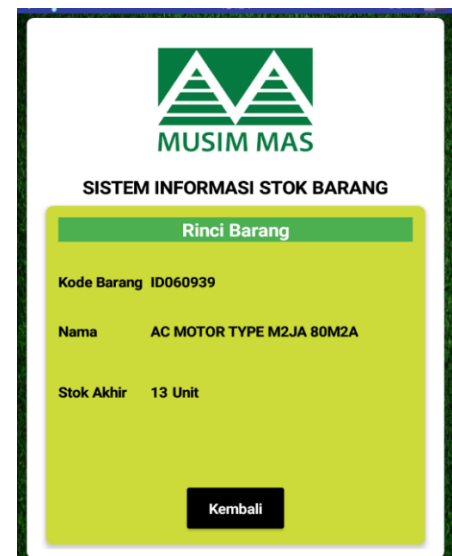 MUSIM MAS
SISTEM INFORMASI STOK BARANG
Rinci Barang
Kode Barang ID060939
Nama AC MOTOR TYPE M2JA 80M2A
Stok Akhir 13 Unit
Kembali